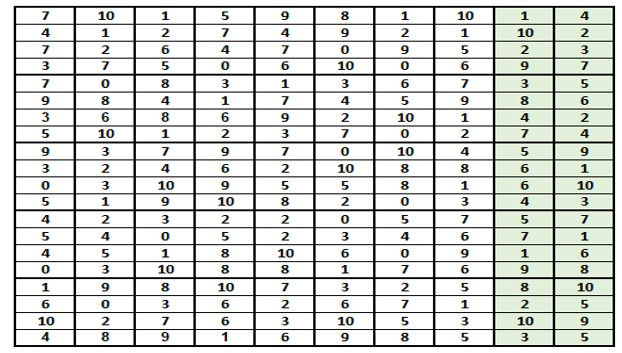 7 10 1 5 9 8 1 10 1 4
4 1 2 7 4 9 2 1 10 2
7 2 6 4 7 0 9 5 2 3
3 7 5 0 6 10 0 6 9 7
7 0 8 3 1 3 6 7 3 5
9 8 4 1 7 4 5 9 8 6
3 6 8 6 9 2 10 1 4 2
5 10 1 2 3 7 0 2 7 4
9 3 7 9 7 0 10 4 5 9
3 2 4 6 2 10 8 8 6 1
0 3 10 9 5 5 8 1 6 10
5 1 9 10 8 2 0 3 4 3
4 2 3 2 2 0 5 7 5 7
5 4 0 5 2 3 4 6 7 1
4 5 1 8 10 6 0 9 1 6
0 3 10 8 8 1 7 6 9 8
1 9 8 10 7 3 2 5 8 10
6 0 3 6 2 6 7 1 2 5
10 2 7 6 3 10 5 3 10 9
4 8 9 1 6 9 8 5 3 5